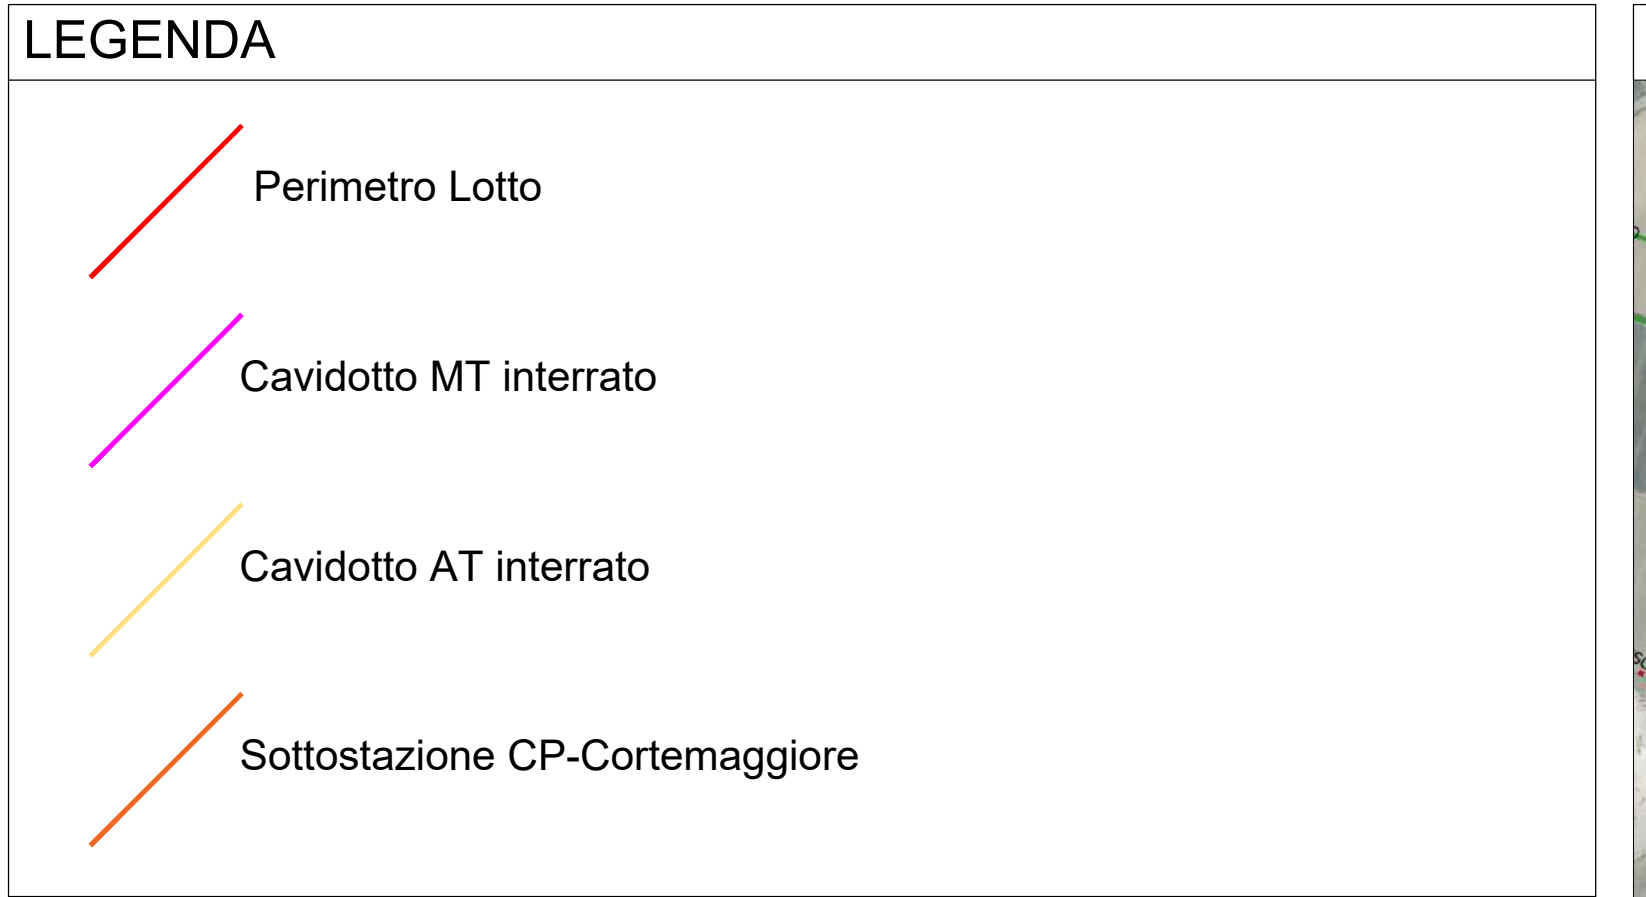 LEGENDA
Perimetro Lotto
Cavidotto MT interrato
Cavidotto AT interrato
Sottostazione CP-Cortemaggiore